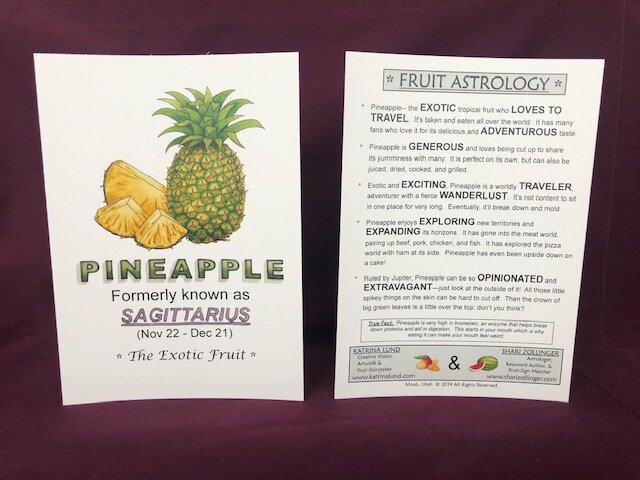 PINEAPPLE
Formerly known as
SAGITTARIUS
(Nov 22 - Dec 21)
* The Exotic Fruit *
* FRUIT ASTROLOGY *
* Pineapple-- the EXOTIC tropical fruit who LOVES TO
TRAVEL. It's taken and eaten all over the world. It has many
fans who love it for its delicious and ADVENTUROUS taste.
* Pineapple is GENEROUS and loves being cut up to share
its yumminess with many. It is perfect on its own, but can also be
juiced, dried, cooked, and grilled.
* Exotic and EXCITING, Pineapple is a worldly TRAVELER,
adventurer with a fierce WANDERLUST. It's not content to sit
in one place for very long. Eventually, it'll break down and mold.
* Pineapple enjoys EXPLORING new territories and
EXPANDING its horizons. It has gone into the meat world,
pairing up beef, pork, chicken, and fish. It has explored the pizza
world with ham at its side. Pineapple has even been upside down on
a cake!
* Ruled by Jupiter, Pineapple can be so OPINIONATED and
EXTRAVAGANT—just look at the outside of it! All those little
spikey things on the skin can be hard to cut off. Then the crown of
big green leaves is a little over the top, don't you think?
True Fact: Pineapple is very high in bromelain, an enzyme that helps break
down proteins and aid in digestion. This starts in your mouth which is why
eating it can make your mouth feel weird.
KATRINA LUND
Creative Vision,
Artwork &
Fruit Storyteller
www.katrinalund.com
&
SHARI ZOLLINGER
Astrologer,
Keyword Author, &
Fruit-Sign Matcher
www.sharizollinger.com
Moab, Utah © 2019 All Rights Reserved.